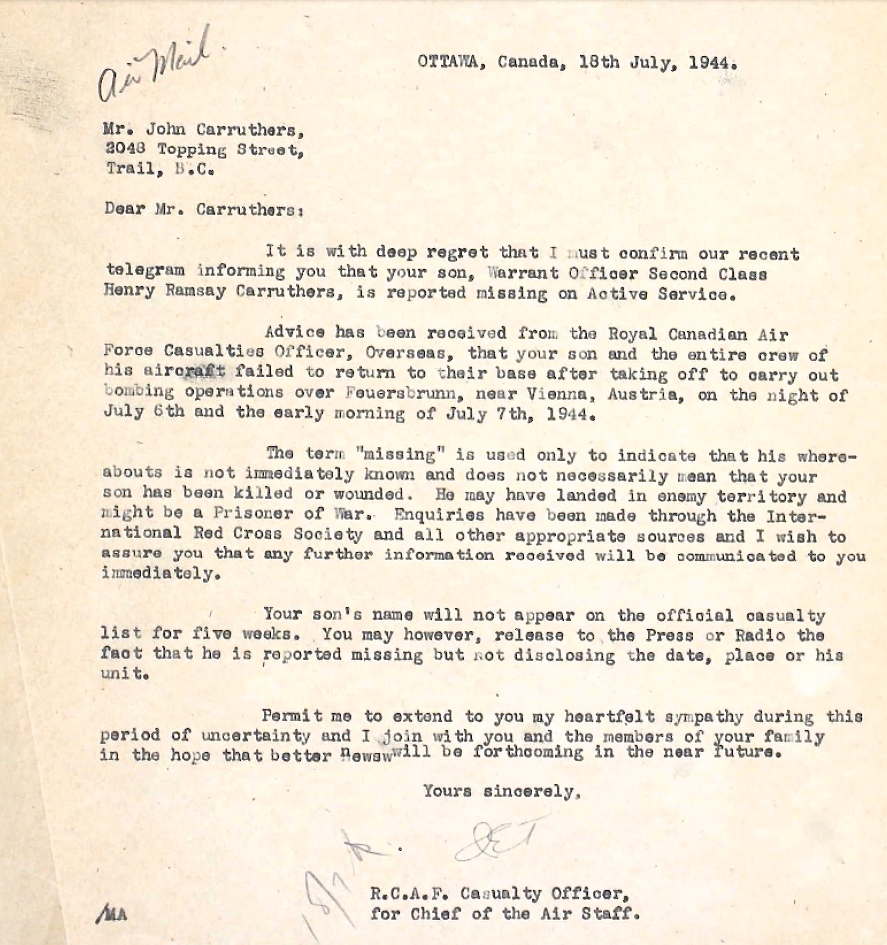 Air Mail.
OTTAWA, Canada, 18th July, 1944.
Mr. John Carruthers,
2048 Topping Street,
Trail, B.C.
Dear Mr. Carruthers:
It is with deep regret that I must confirm our recent
telegram informing you that your son, Warrant Officer Second Class
Henry Ramsay Carruthers, is reported missing on Active Service.
Advice has been received from the Royal Canadian Air
Force Casualties Officer, Overseas, that your son and the entire crew of
his aircraft failed to return to their base after taking off to carry out
bombing operations over Feuersbrunn, near Vienna, Austria, on the night of
July 6th and the early morning of July 7th, 1944.
The term "missing" is used only to indicate that his where-
abouts is not immediately known and does not necessarily mean that your
son has been killed or wounded. He may have landed in enemy territory and
might be a Prisoner of War. Enquiries have been made through the Inter-
national Red Cross Society and all other appropriate sources and I wish to
assure you that any further information received will be communicated to you
immediately.
Your son's name will not appear on the official casualty
list for five weeks. You may however, release to the Press or Radio the
fact that he is reported missing but not disclosing the date, place or his
unit.
Permit me to extend to you my heartfelt sympathy during this
period of uncertainty and I join with you and the members of your family
in the hope that better newswwill be forthcoming in the near future.
Yours sincerely,
R.C.A.F. Casualty Officer,
for Chief of the Air Staff.
/MA